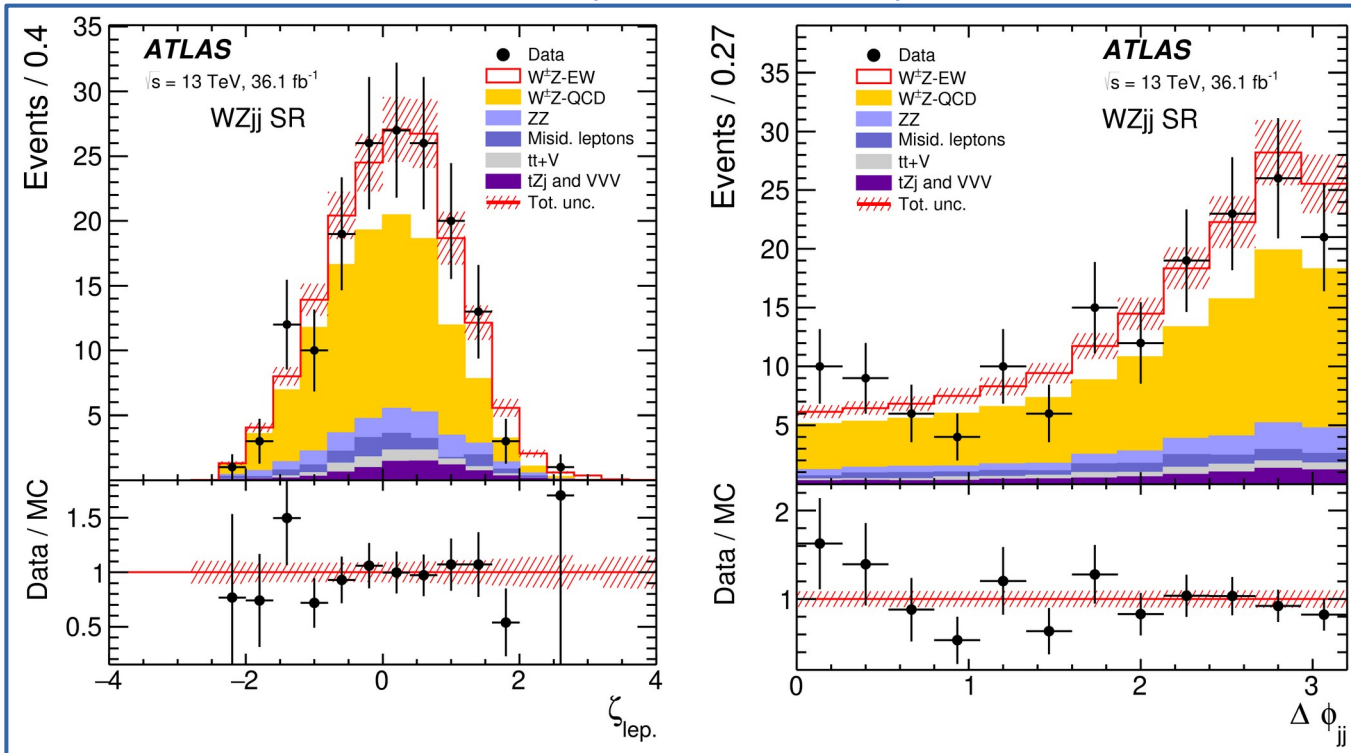 Events / 0.4
35
30
25
20
15
10
5
ATLAS
√s = 13 TeV, 36.1 fb⁻¹
WZjj SR
Data
W±Z-EW
W±Z-QCD
ZZ
Misid. leptons
tt+V
tZj and VVV
Tot. unc.
Data / MC
1.5
1
0.5
−4 −2 0 2 4
ζlep.
Events / 0.27
35
30
25
20
15
10
5
Data
W±Z-EW
W±Z-QCD
ZZ
Misid. leptons
tt+V
tZj and VVV
Tot. unc.
ATLAS
√s = 13 TeV, 36.1 fb⁻¹
WZjj SR
Data / MC
2
1
0 1 2 3
Δ ϕjj